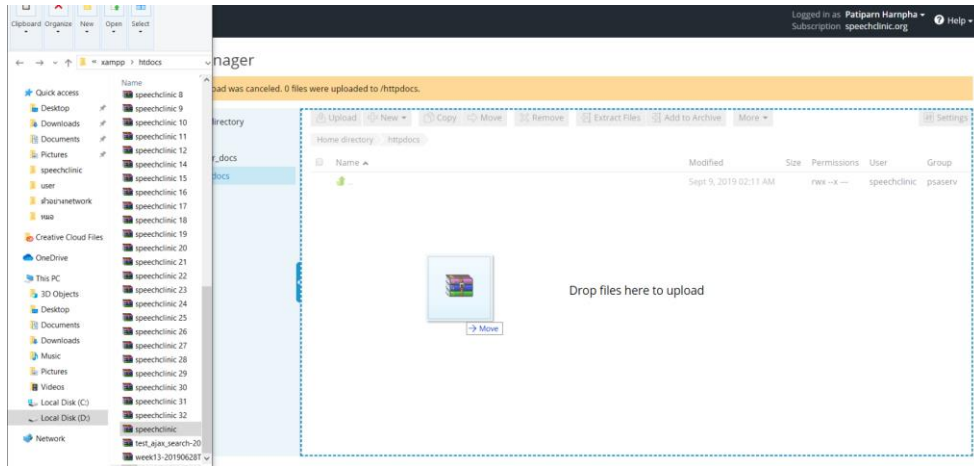 Clipboard Organize New Open Select
xampp > htdocs
Name
Quick access
Desktop
Downloads
Documents
Pictures
speechclinic
user
หมอ
Creative Cloud Files
OneDrive
This PC
3D Objects
Desktop
Documents
Downloads
Music
Pictures
Videos
Local Disk (C:)
Local Disk (D:)
Network
speechclinic 8
speechclinic 9
speechclinic 10
speechclinic 11
speechclinic 12
speechclinic 14
speechclinic 15
speechclinic 16
speechclinic 17
speechclinic 18
speechclinic 19
speechclinic 20
speechclinic 21
speechclinic 22
speechclinic 23
speechclinic 24
speechclinic 25
speechclinic 26
speechclinic 27
speechclinic 28
speechclinic 29
speechclinic 30
speechclinic 31
speechclinic 32
speechclinic
test_ajax_search-20
week13-20190628T
Logged in as Patiparn Harnpha
Subscription speechclinic.org
Help
nager
oad was canceled. 0 files were uploaded to /httpdocs.
directory
r_docs
docs
Upload New Copy Move Remove Extract Files Add to Archive More Settings
Home directory httpdocs
Name Modified Size Permissions User Group
.. Sept 9, 2019 02:11 AM rwx --x --- speechclinic psaserv
Drop files here to upload
Move